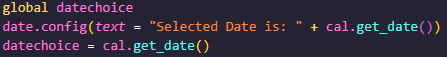 global datechoice
date.config(text = "Selected Date is: " + cal.get_date())
datechoice = cal.get_date()